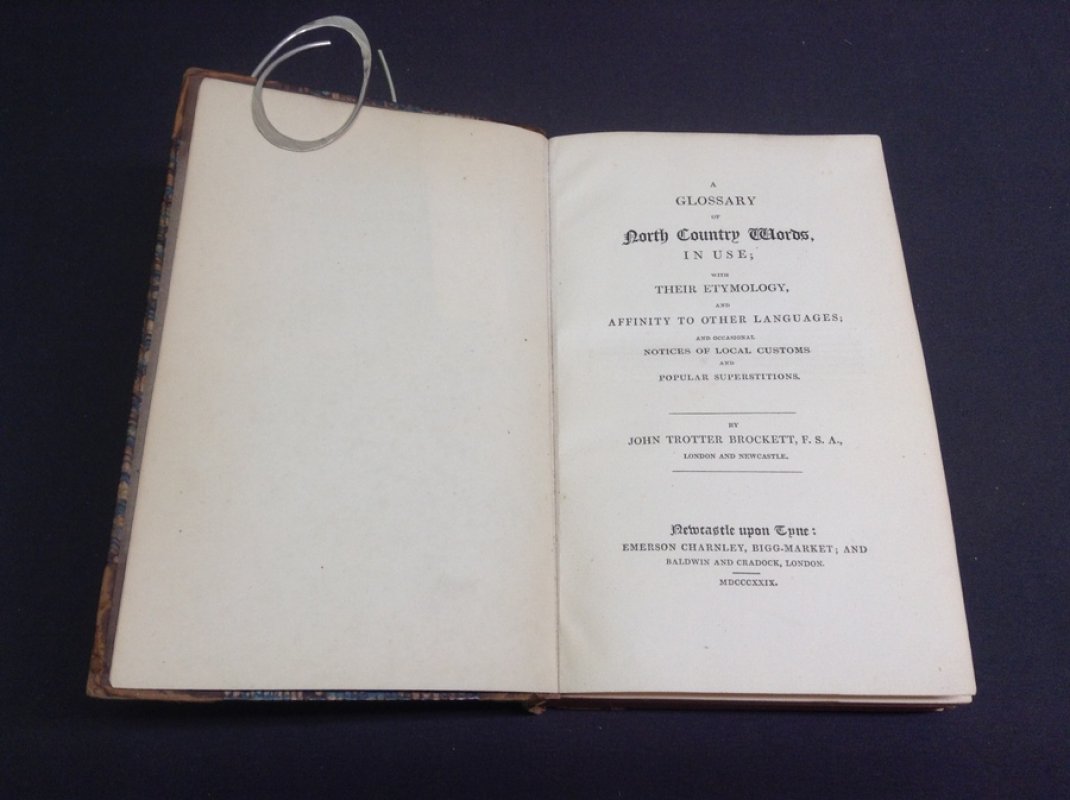 A
GLOSSARY
OF
North Country Words,
IN USE;
WITH
THEIR ETYMOLOGY,
AND
AFFINITY TO OTHER LANGUAGES;
AND OCCASIONAL
NOTICES OF LOCAL CUSTOMS
AND
POPULAR SUPERSTITIONS.
BY
JOHN TROTTER BROCKETT, F. S. A.,
LONDON AND NEWCASTLE.
Newcastle upon Tyne:
EMERSON CHARNLEY, BIGG-MARKET; AND
BALDWIN AND CRADOCK, LONDON.
MDCCCXXIX.